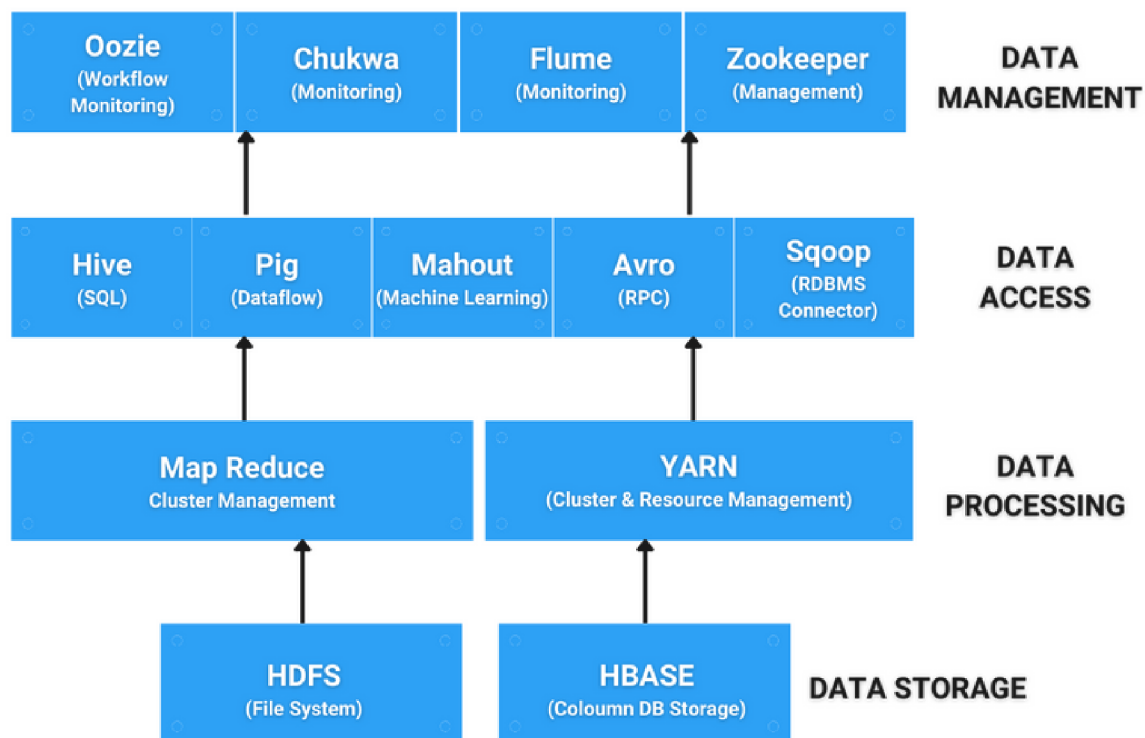 Oozie
(Workflow
Monitoring)
Chukwa
(Monitoring)
Flume
(Monitoring)
Zookeeper
(Management)
DATA
MANAGEMENT
Hive
(SQL)
Pig
(Dataflow)
Mahout
(Machine Learning)
Avro
(RPC)
Sqoop
(RDBMS
Connector)
DATA
ACCESS
Map Reduce
Cluster Management
YARN
(Cluster & Resource Management)
DATA
PROCESSING
HDFS
(File System)
HBASE
(Coloumn DB Storage)
DATA STORAGE